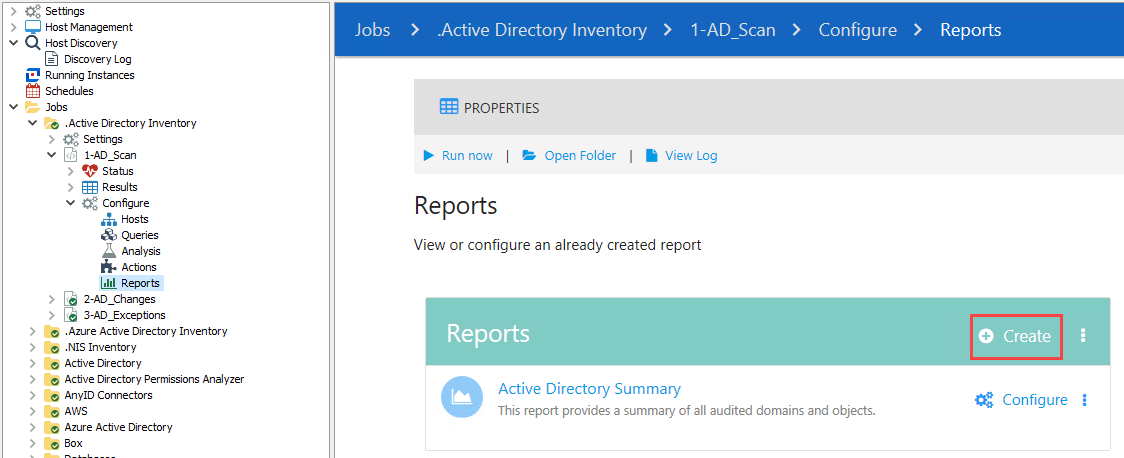 Settings
Host Management
Host Discovery
Discovery Log
Running Instances
Schedules
Jobs
.Active Directory Inventory
Settings
1-AD_Scan
Status
Results
Configure
Hosts
Queries
Analysis
Actions
Reports
2-AD_Changes
3-AD_Exceptions
.Azure Active Directory Inventory
.NIS Inventory
Active Directory
Active Directory Permissions Analyzer
AnyID Connectors
AWS
Azure Active Directory
Box
Jobs > .Active Directory Inventory > 1-AD_Scan > Configure > Reports
PROPERTIES
Run now | Open Folder | View Log
Reports
View or configure an already created report
Reports Create
Active Directory Summary
This report provides a summary of all audited domains and objects.
Configure